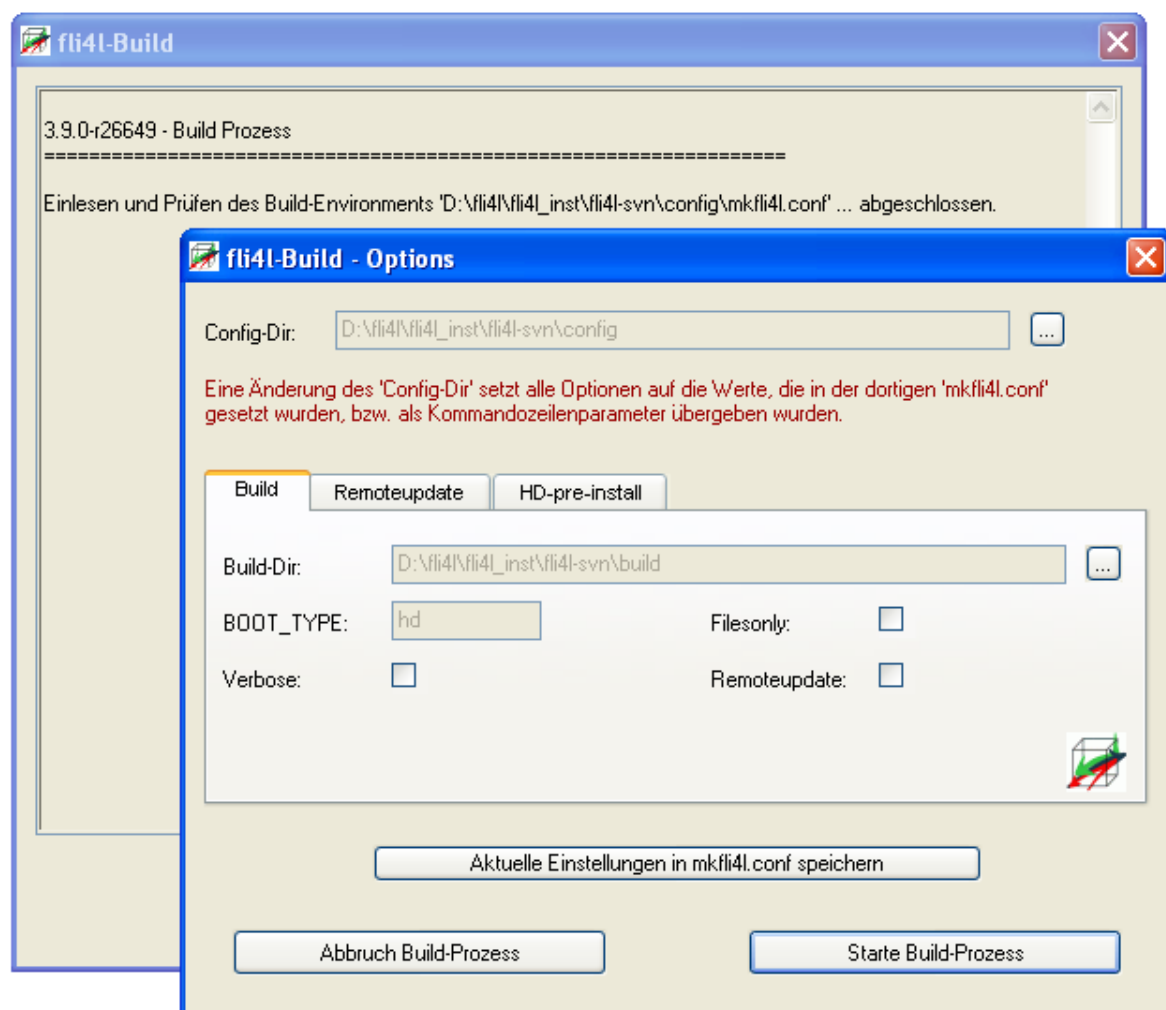 fli4l-Build
3.9.0-r26649 - Build Prozess
==================================================================
Einlesen und Prüfen des Build-Environments 'D:\fli4l\fli4l_inst\fli4l-svn\config\mkfli4l.conf' ... abgeschlossen.
fli4l-Build - Options
Config-Dir: D:\fli4l\fli4l_inst\fli4l-svn\config ...
Eine Änderung des 'Config-Dir' setzt alle Optionen auf die Werte, die in der dortigen 'mkfli4l.conf'
gesetzt wurden, bzw. als Kommandozeilenparameter übergeben wurden.
Build Remoteupdate HD-pre-install
Build-Dir: D:\fli4l\fli4l_inst\fli4l-svn\build ...
BOOT_TYPE: hd Filesonly:
Verbose: Remoteupdate:
Aktuelle Einstellungen in mkfli4l.conf speichern
Abbruch Build-Prozess Starte Build-Prozess